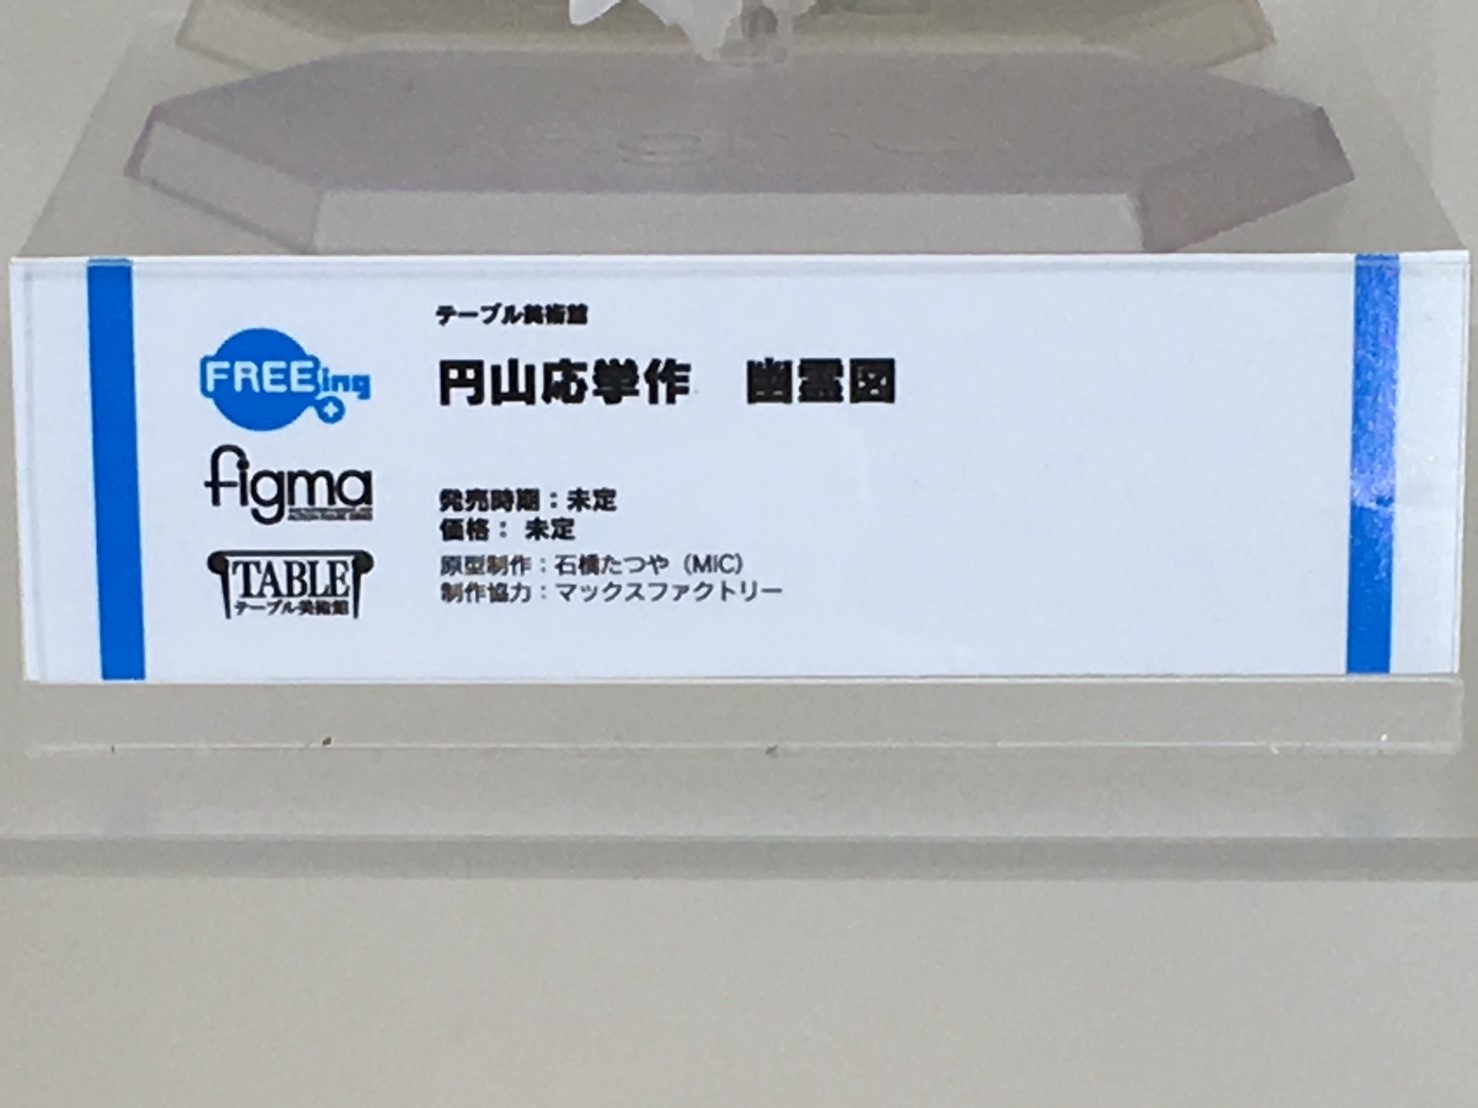 テーブル美術館
円山応挙作　幽霊図
FREEing
figma
発売時期：未定
価格： 未定
原型制作：石橋たつや（MIC）
制作協力：マックスファクトリー
TABLE
テーブル美術館